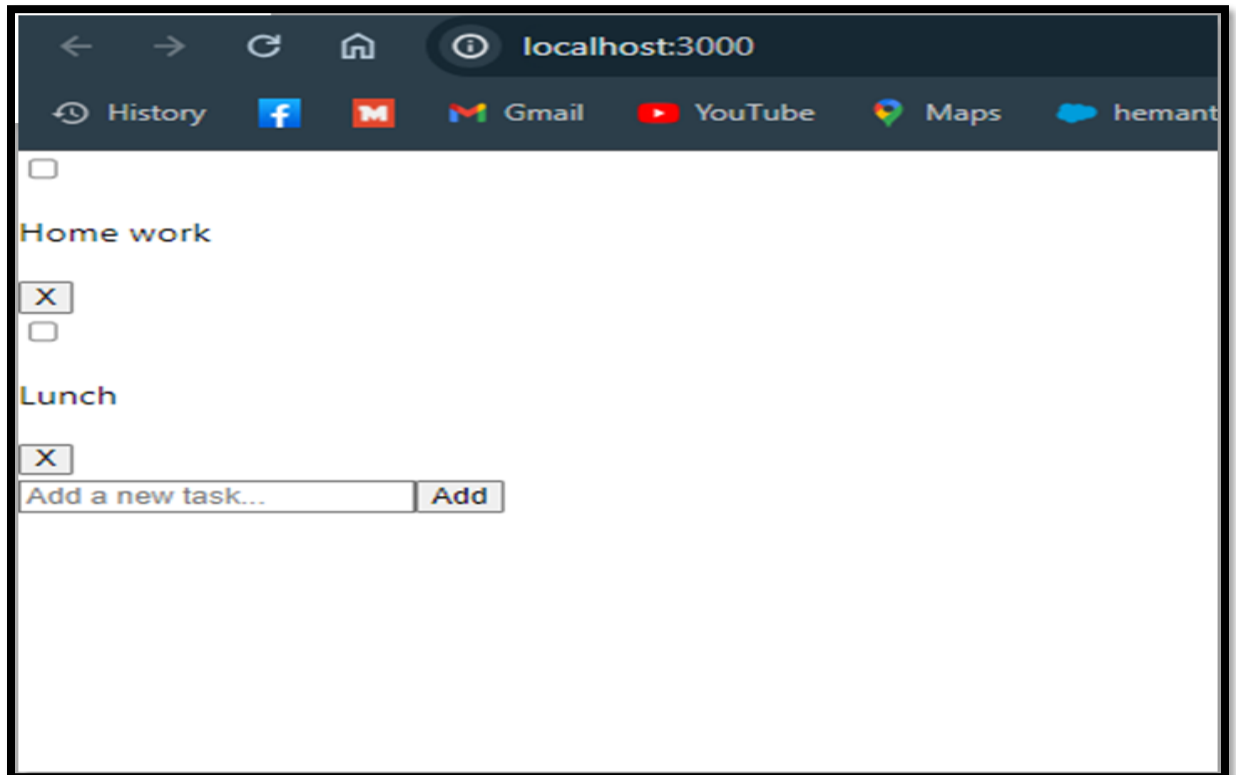 localhost:3000
History Gmail YouTube Maps hemant
Home work
X
Lunch
X
Add a new task... Add